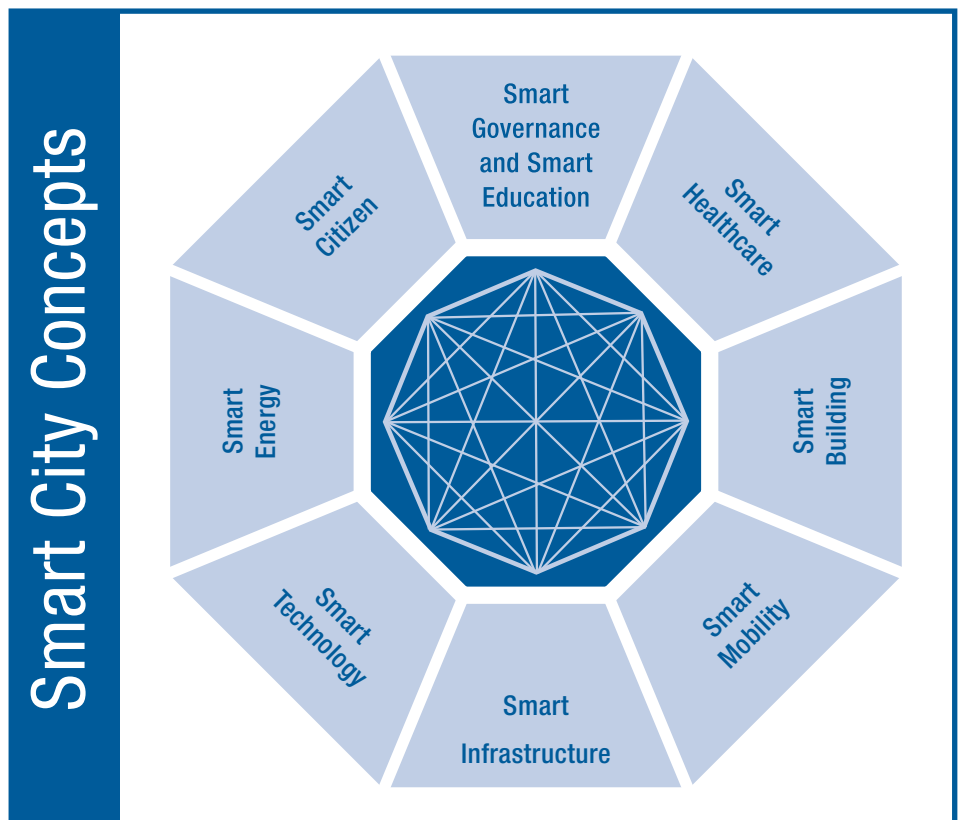 Smart City Concepts
Smart
Governance
and Smart
Education
Smart
Healthcare
Smart
Building
Smart
Mobility
Smart
Infrastructure
Smart
Technology
Smart
Energy
Smart
Citizen